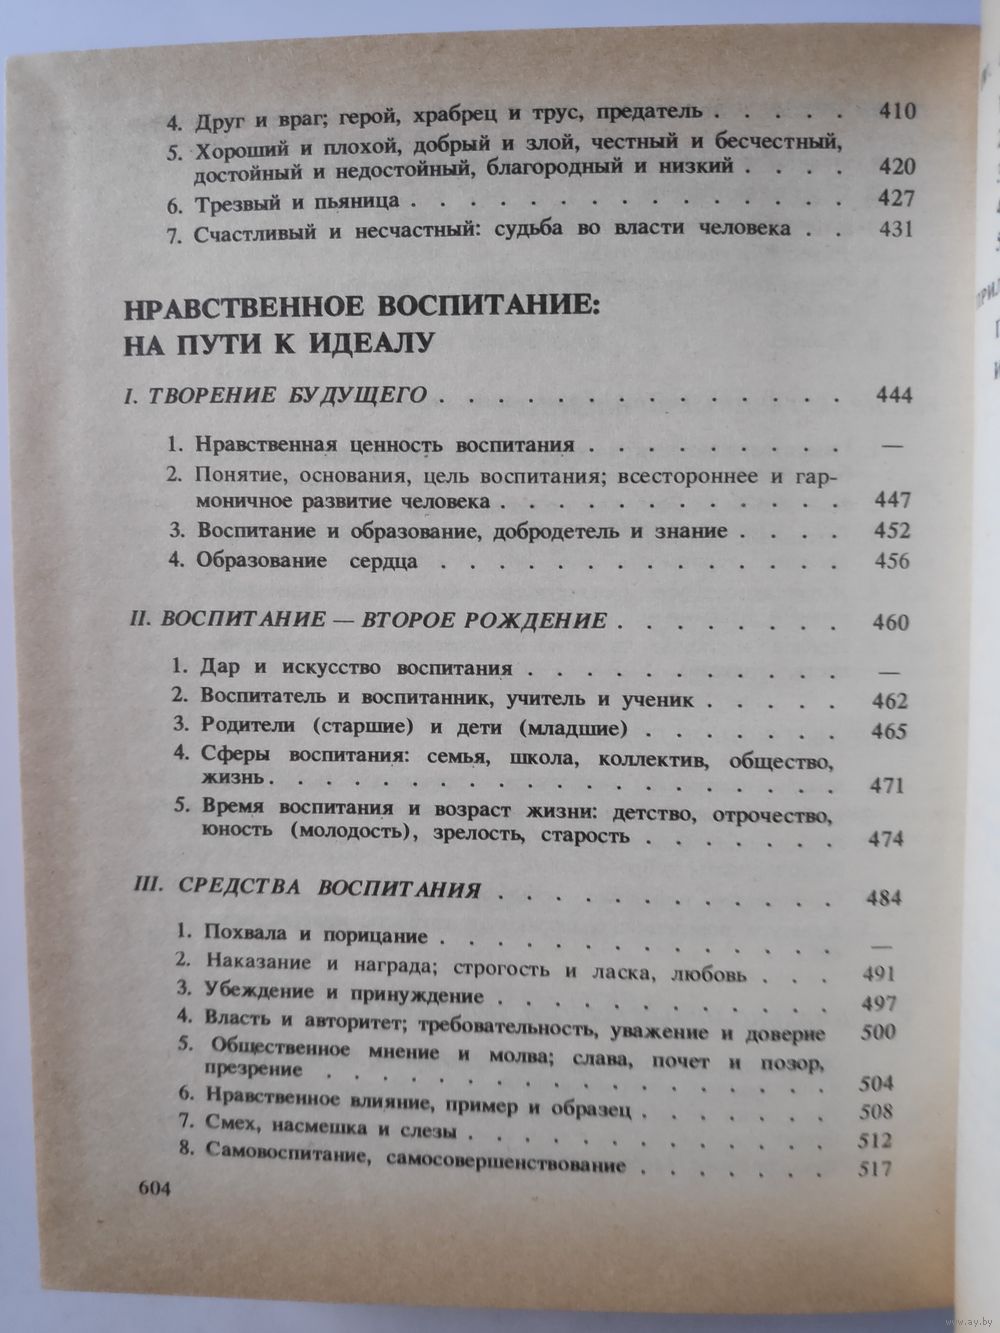 4. Друг и враг; герой, храбрец и трус, предатель . . . . . 410
5. Хороший и плохой, добрый и злой, честный и бесчестный,
достойный и недостойный, благородный и низкий . . . . 420
6. Трезвый и пьяница . . . . . . . . . . . . . . . 427
7. Счастливый и несчастный: судьба во власти человека . . 431
НРАВСТВЕННОЕ ВОСПИТАНИЕ:
НА ПУТИ К ИДЕАЛУ
I. ТВОРЕНИЕ БУДУЩЕГО . . . . . . . . . . . . . . 444
1. Нравственная ценность воспитания . . . . . . . . . —
2. Понятие, основания, цель воспитания; всестороннее и гар-
моничное развитие человека . . . . . . . . . . . . 447
3. Воспитание и образование, добродетель и знание . . . . 452
4. Образование сердца . . . . . . . . . . . . . . 456
II. ВОСПИТАНИЕ — ВТОРОЕ РОЖДЕНИЕ . . . . . . . . 460
1. Дар и искусство воспитания . . . . . . . . . . . —
2. Воспитатель и воспитанник, учитель и ученик . . . . . 462
3. Родители (старшие) и дети (младшие) . . . . . . . 465
4. Сферы воспитания: семья, школа, коллектив, общество,
жизнь . . . . . . . . . . . . . . . . . . . . 471
5. Время воспитания и возраст жизни: детство, отрочество,
юность (молодость), зрелость, старость . . . . . . . 474
III. СРЕДСТВА ВОСПИТАНИЯ . . . . . . . . . . . . 484
1. Похвала и порицание . . . . . . . . . . . . . . —
2. Наказание и награда; строгость и ласка, любовь . . . 491
3. Убеждение и принуждение . . . . . . . . . . . . 497
4. Власть и авторитет; требовательность, уважение и доверие 500
5. Общественное мнение и молва; слава, почет и позор,
презрение . . . . . . . . . . . . . . . . . . 504
6. Нравственное влияние, пример и образец . . . . . . . 508
7. Смех, насмешка и слезы . . . . . . . . . . . . . 512
8. Самовоспитание, самосовершенствование . . . . . . . 517
604
www.ay.by